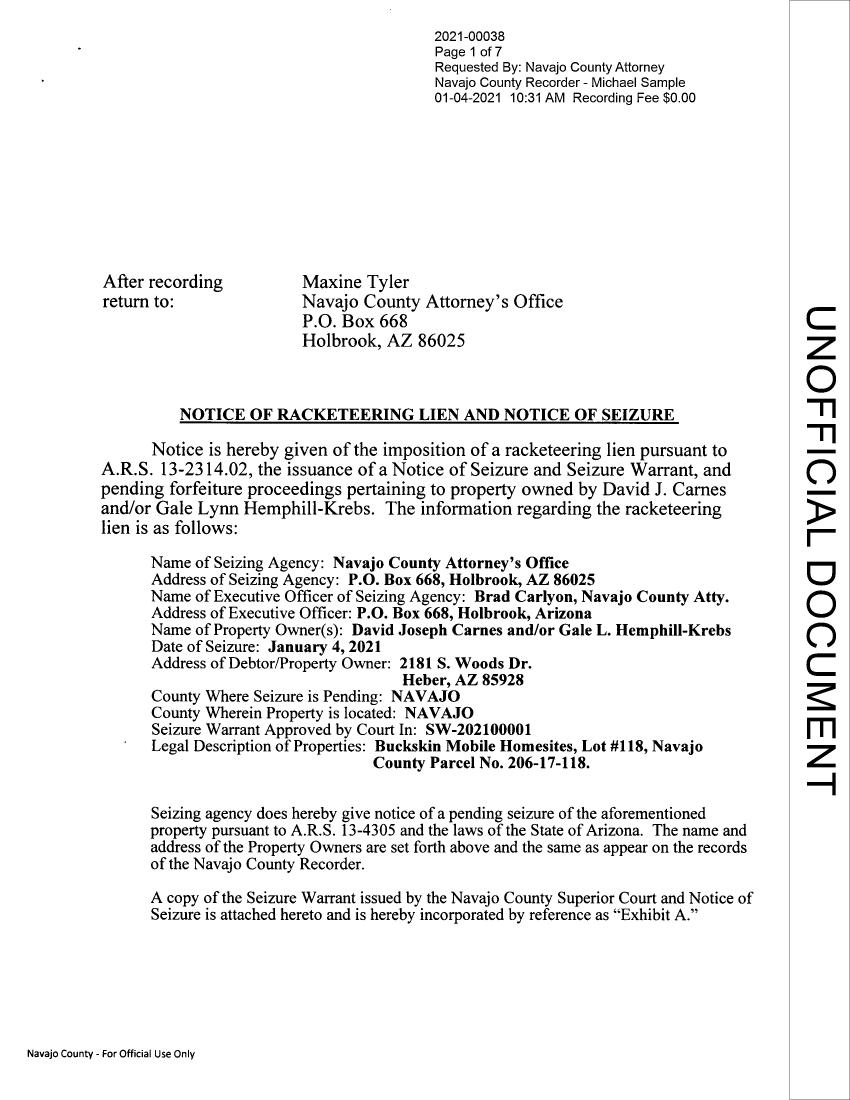 2021-00038
Page 1 of 7
Requested By: Navajo County Attorney
Navajo County Recorder - Michael Sample
01-04-2021 10:31 AM Recording Fee $0.00
After recording
return to:
Maxine Tyler
Navajo County Attorney's Office
P.O. Box 668
Holbrook, AZ 86025
NOTICE OF RACKETEERING LIEN AND NOTICE OF SEIZURE
Notice is hereby given of the imposition of a racketeering lien pursuant to
A.R.S. 13-2314.02, the issuance of a Notice of Seizure and Seizure Warrant, and
pending forfeiture proceedings pertaining to property owned by David J. Carnes
and/or Gale Lynn Hemphill-Krebs. The information regarding the racketeering
lien is as follows:
Name of Seizing Agency: Navajo County Attorney's Office
Address of Seizing Agency: P.O. Box 668, Holbrook, AZ 86025
Name of Executive Officer of Seizing Agency: Brad Carlyon, Navajo County Atty.
Address of Executive Officer: P.O. Box 668, Holbrook, Arizona
Name of Property Owner(s): David Joseph Carnes and/or Gale L. Hemphill-Krebs
Date of Seizure: January 4, 2021
Address of Debtor/Property Owner: 2181 S. Woods Dr.
Heber, AZ 85928
County Where Seizure is Pending: NAVAJO
County Wherein Property is located: NAVAJO
Seizure Warrant Approved by Court In: SW-202100001
Legal Description of Properties: Buckskin Mobile Homesites, Lot #118, Navajo
County Parcel No. 206-17-118.
Seizing agency does hereby give notice of a pending seizure of the aforementioned
property pursuant to A.R.S. 13-4305 and the laws of the State of Arizona. The name and
address of the Property Owners are set forth above and the same as appear on the records
of the Navajo County Recorder.
A copy of the Seizure Warrant issued by the Navajo County Superior Court and Notice of
Seizure is attached hereto and is hereby incorporated by reference as "Exhibit A."
Navajo County - For Official Use Only
UNOFFICIAL DOCUMENT